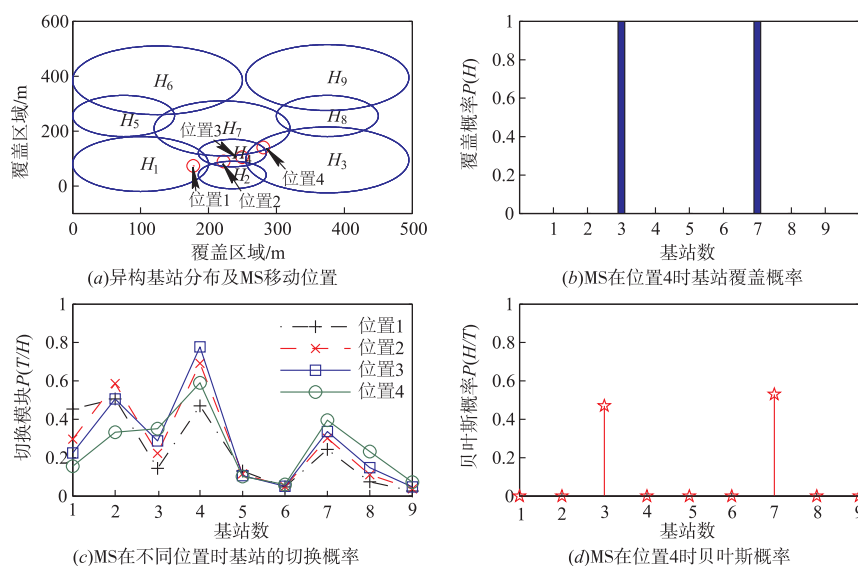 600
400
200
0
覆盖区域/m
H6
H9
H5
H8
位置3
H7
H
H1
H3
H2
位置1
位置2
位置4
0 100 200 300 400 500
覆盖区域/m
(a)异构基站分布及MS移动位置
1
0.8
0.6
0.4
0.2
0
覆盖概率P(H)
1 2 3 4 5 6 7 8 9
基站数
(b)MS在位置4时基站覆盖概率
1
0.8
0.6
0.4
0.2
0
切换模块P(T/H)
位置1
位置2
位置3
位置4
1 2 3 4 5 6 7 8 9
基站数
(c)MS在不同位置时基站的切换概率
1
0.8
0.6
0.4
0.2
0
贝叶斯概率P(H/T)
1 2 3 4 5 6 7 8 9
基站数
(d)MS在位置4时贝叶斯概率